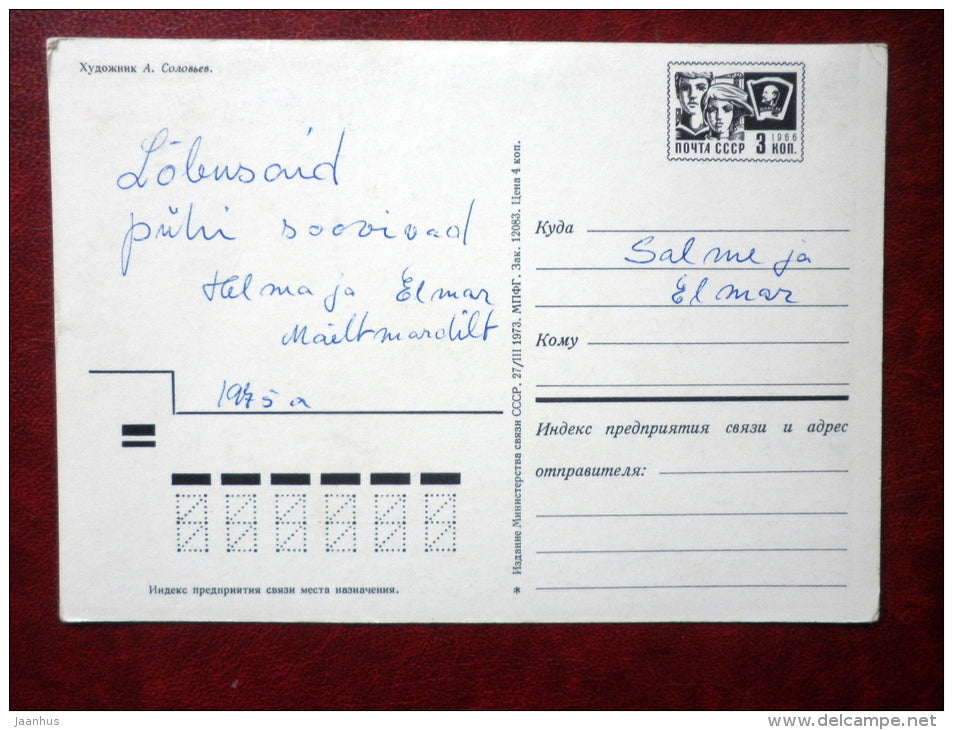 Художник А. Соловьев.
ПОЧТА СССР
1966
3 КОП.
Lõbusaid
pühi soovivad
Helma ja Elmar
Mäeltmardilt
1975 a
Издание Министерства связи СССР. 27/III 1973. МПФГ. Зак. 12083. Цена 4 коп.
*
Куда
Salme ja
Elmar
Кому
Индекс предприятия связи и адрес
отправителя:
Индекс предприятия связи места назначения.
Jaanhus
www.delcampe.net